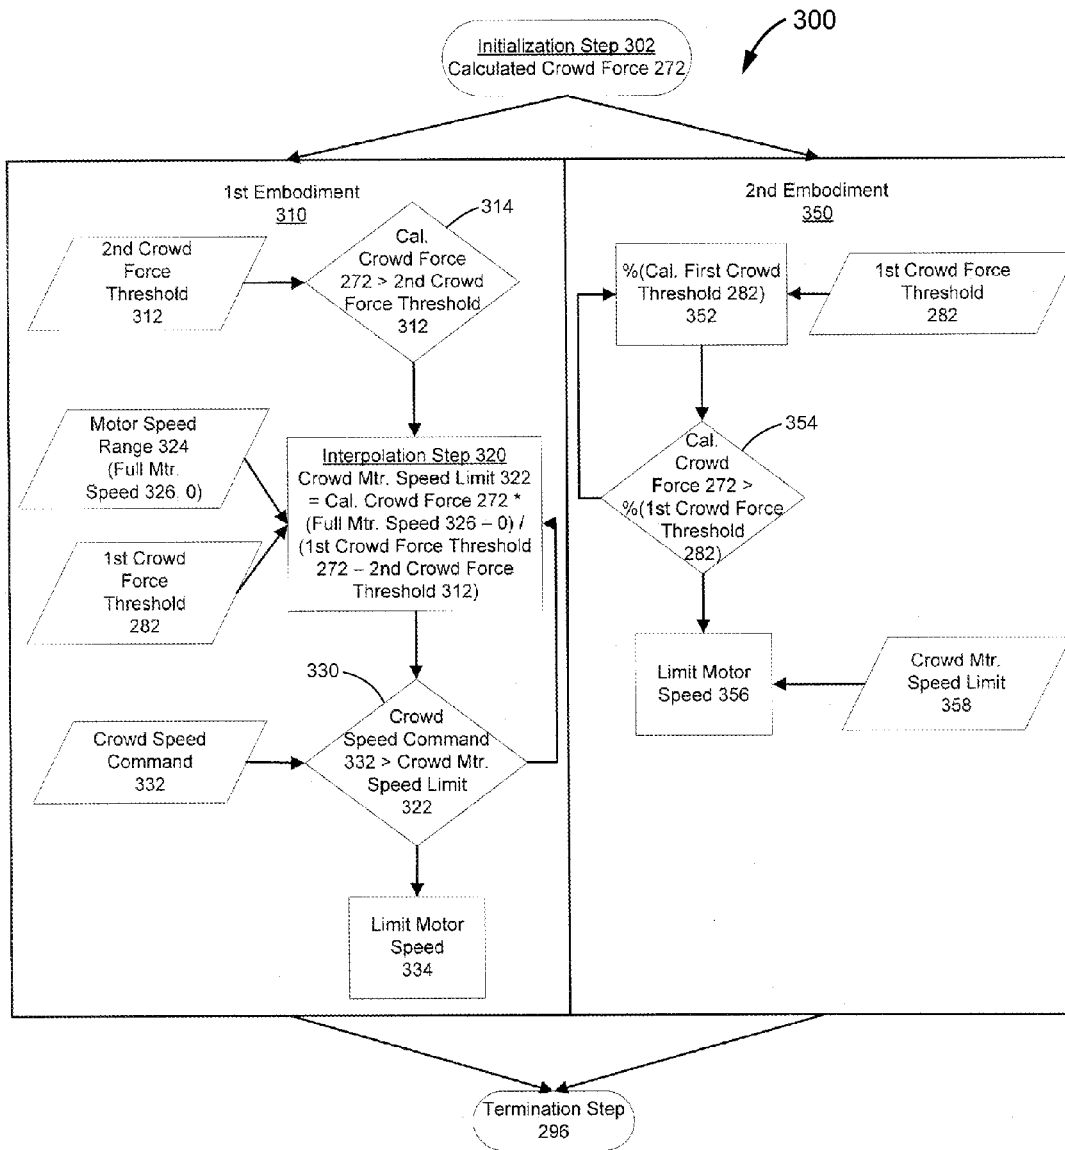 300
Initialization Step 302
Calculated Crowd Force 272
1st Embodiment
310
2nd Crowd
Force
Threshold
312
314
Cal.
Crowd Force
272 > 2nd Crowd
Force Threshold
312
Motor Speed
Range 324
(Full Mtr.
Speed 326, 0)
1st Crowd
Force
Threshold
282
Interpolation Step 320
Crowd Mtr. Speed Limit 322
= Cal. Crowd Force 272 *
(Full Mtr. Speed 326 – 0) /
(1st Crowd Force Threshold
272 – 2nd Crowd Force
Threshold 312)
330
Crowd Speed
Command
332
Crowd
Speed Command
332 > Crowd Mtr.
Speed Limit
322
Limit Motor
Speed
334
2nd Embodiment
350
%(Cal. First Crowd
Threshold 282)
352
1st Crowd Force
Threshold
282
354
Cal.
Crowd
Force 272 >
%(1st Crowd Force
Threshold
282)
Limit Motor
Speed 356
Crowd Mtr.
Speed Limit
358
Termination Step
296